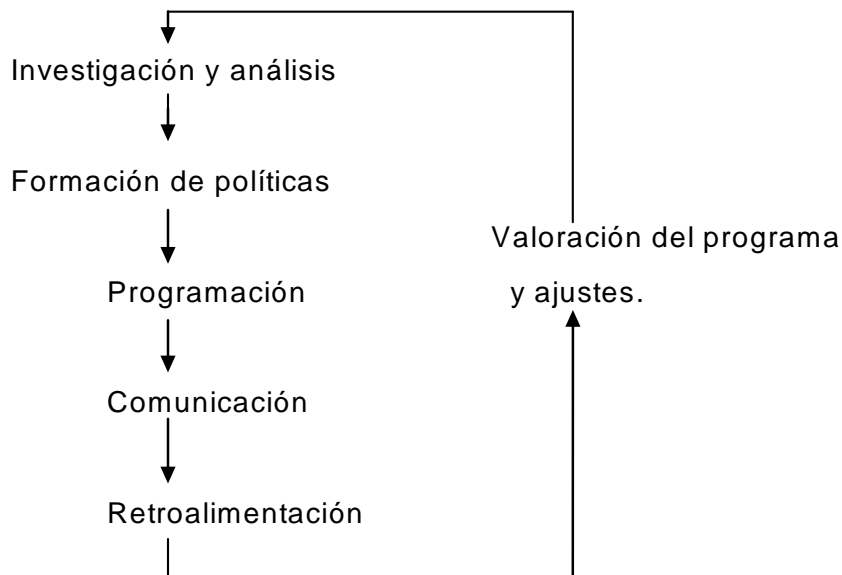 Investigación y análisis
Formación de políticas
Programación
Comunicación
Retroalimentación
Valoración del programa
y ajustes.